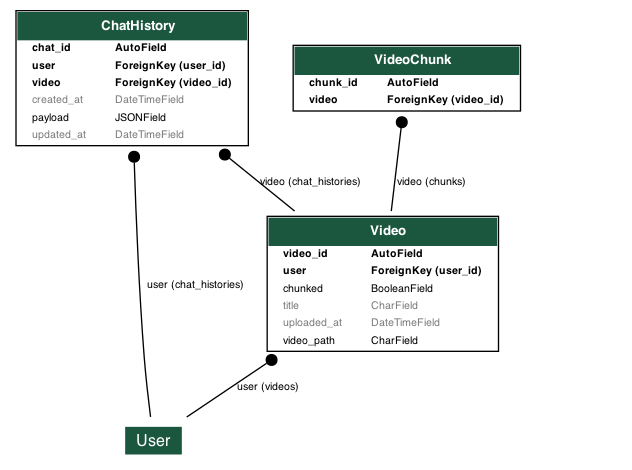 ChatHistory
chat_id AutoField
user ForeignKey (user_id)
video ForeignKey (video_id)
created_at DateTimeField
payload JSONField
updated_at DateTimeField
VideoChunk
chunk_id AutoField
video ForeignKey (video_id)
video (chat_histories)
video (chunks)
Video
video_id AutoField
user ForeignKey (user_id)
chunked BooleanField
title CharField
uploaded_at DateTimeField
video_path CharField
user (chat_histories)
user (videos)
User